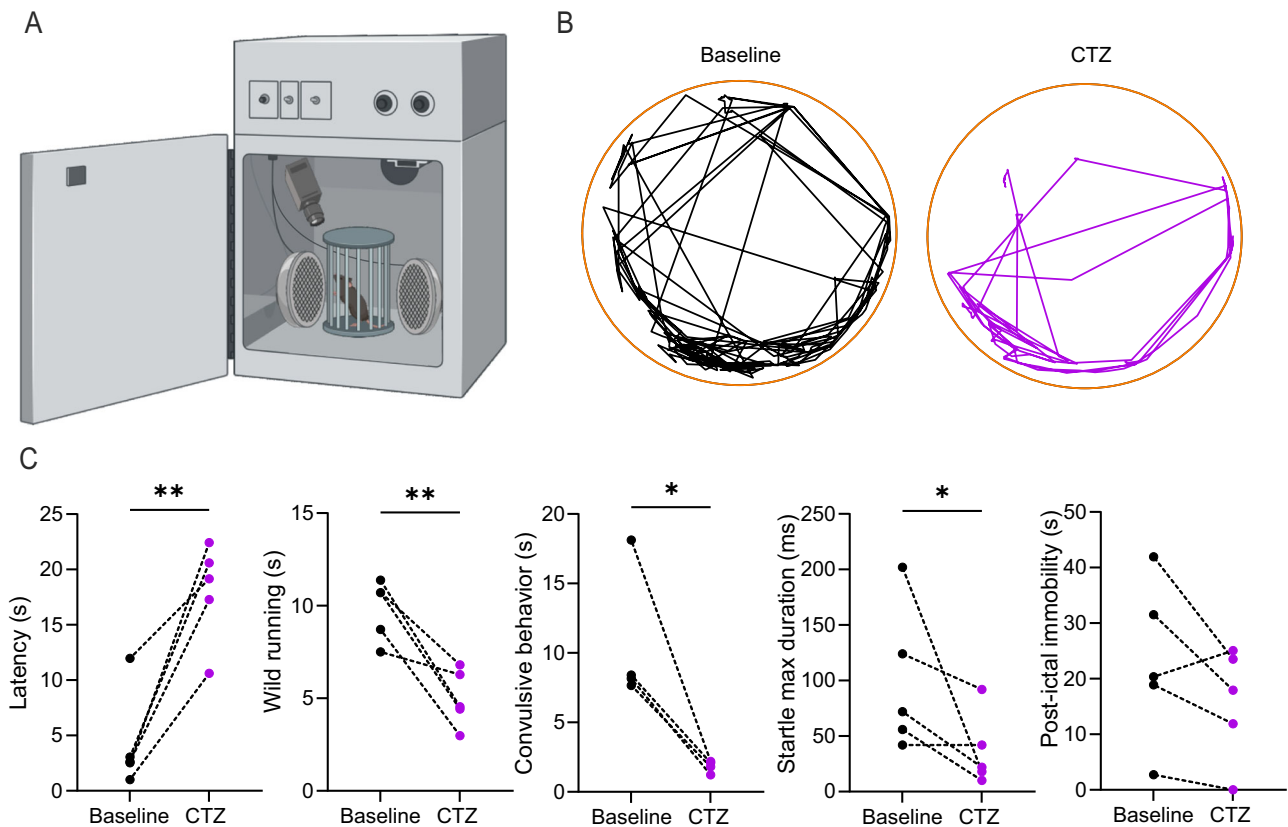 A
B
Baseline
CTZ
C
**
Latency (s)
25
20
15
10
5
0
Baseline CTZ
**
Wild running (s)
15
10
5
0
Baseline CTZ
*
Convulsive behavior (s)
20
15
10
5
0
Baseline CTZ
*
Startle max duration (ms)
250
200
150
100
50
0
Baseline CTZ
Post-ictal immobility (s)
50
40
30
20
10
0
Baseline CTZ